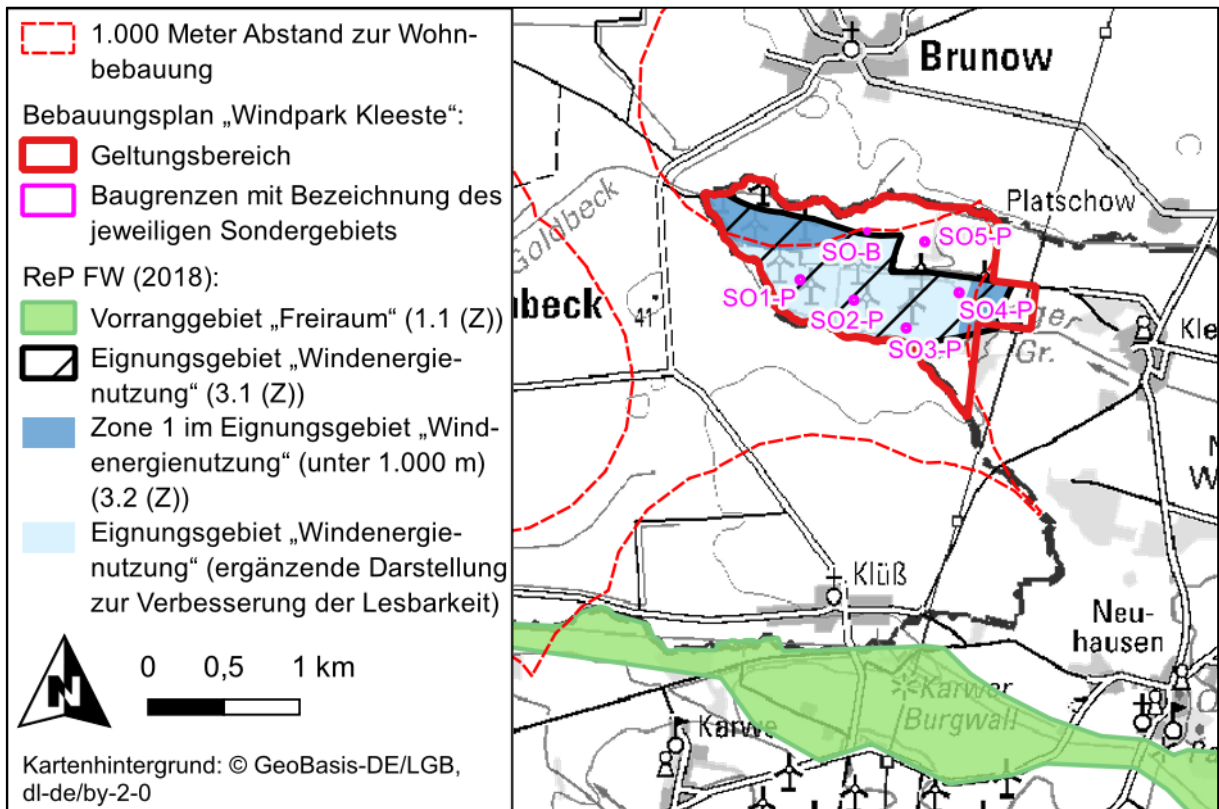 1.000 Meter Abstand zur Wohn-
bebauung
Bebauungsplan „Windpark Kleeste“:
Geltungsbereich
Baugrenzen mit Bezeichnung des
jeweiligen Sondergebiets
ReP FW (2018):
Vorranggebiet „Freiraum“ (1.1 (Z))
Eignungsgebiet „Windenergie-
nutzung“ (3.1 (Z))
Zone 1 im Eignungsgebiet „Wind-
energienutzung“ (unter 1.000 m)
(3.2 (Z))
Eignungsgebiet „Windenergie-
nutzung“ (ergänzende Darstellung
zur Verbesserung der Lesbarkeit)
N
0 0,5 1 km
Kartenhintergrund: © GeoBasis-DE/LGB,
dl-de/by-2-0
Brunow
Platschow
Goldbeck
SO-B
SO5-P
SO1-P
SO2-P
SO4-P
SO3-P
nbeck
41
Gr.
Kle
Klüß
Neu-
hausen
Karwer
Burgwall
Karwe